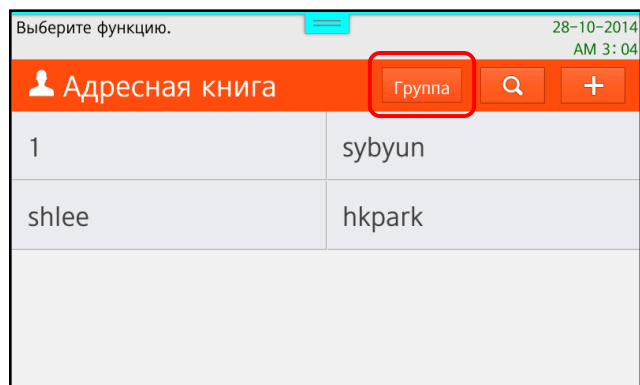 Выберите функцию.
28-10-2014
AM 3:04
Адресная книга
Группа
1
sybyun
shlee
hkpark